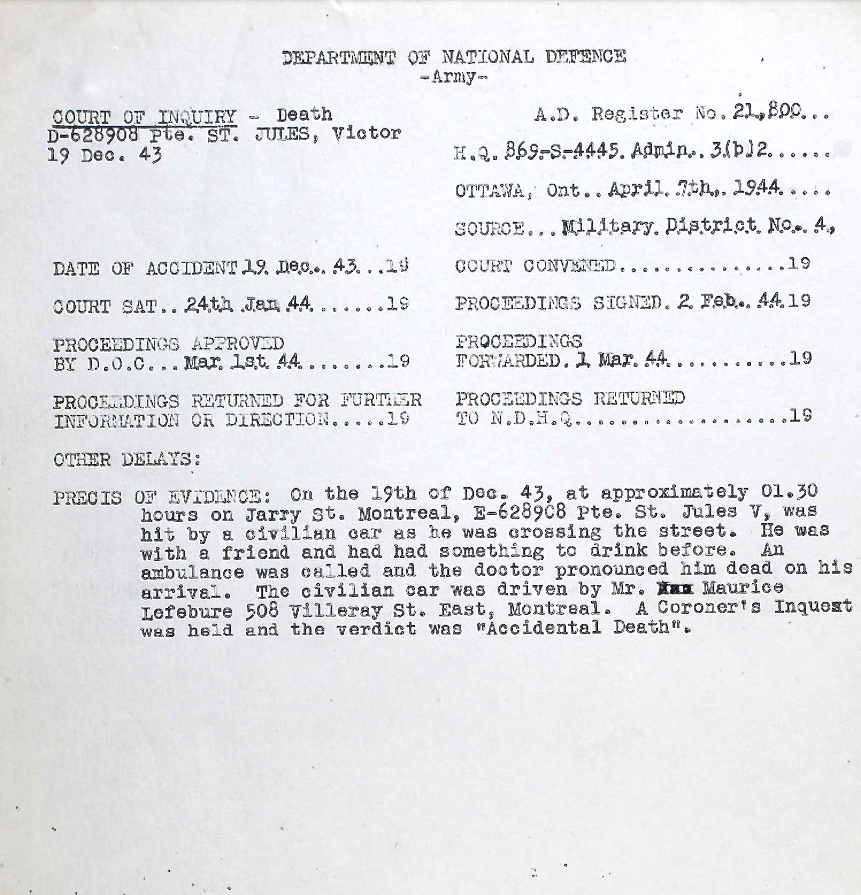 DEPARTMENT OF NATIONAL DEFENCE
-Army-
COURT OF INQUIRY - Death
D-628908 Pte. ST. JULES, Victor
19 Dec. 43
A.D. Register No. 21,800...
H.Q. 869-S-4445. Admin.. 3(b)2......
OTTAWA, Ont.. April 7th,. 1944.....
SOURCE... Military District No.. 4.,
DATE OF ACCIDENT 19 Dec.. 43...19
COURT CONVENED................19
COURT SAT.. 24th Jan 44.......19
PROCEEDINGS SIGNED. 2 Feb.. 44.19
PROCEEDINGS APPROVED
BY D.O.C... Mar. 1st. 44........19
PROCEEDINGS
FORWARDED. 1 Mar. 44...........19
PROCEEDINGS RETURNED FOR FURTHER
INFORMATION OR DIRECTION......19
PROCEEDINGS RETURNED
TO N.D.H.Q....................19
OTHER DELAYS:
PRECIS OF EVIDENCE: On the 19th of Dec. 43, at approximately 01.30
hours on Jarry St. Montreal, E-628908 Pte. St. Jules V, was
hit by a civilian car as he was crossing the street. He was
with a friend and had had something to drink before. An
ambulance was called and the doctor pronounced him dead on his
arrival. The civilian car was driven by Mr. Maurice
Lefebure 508 Villeray St. East, Montreal. A Coroner's Inquest
was held and the verdict was "Accidental Death".